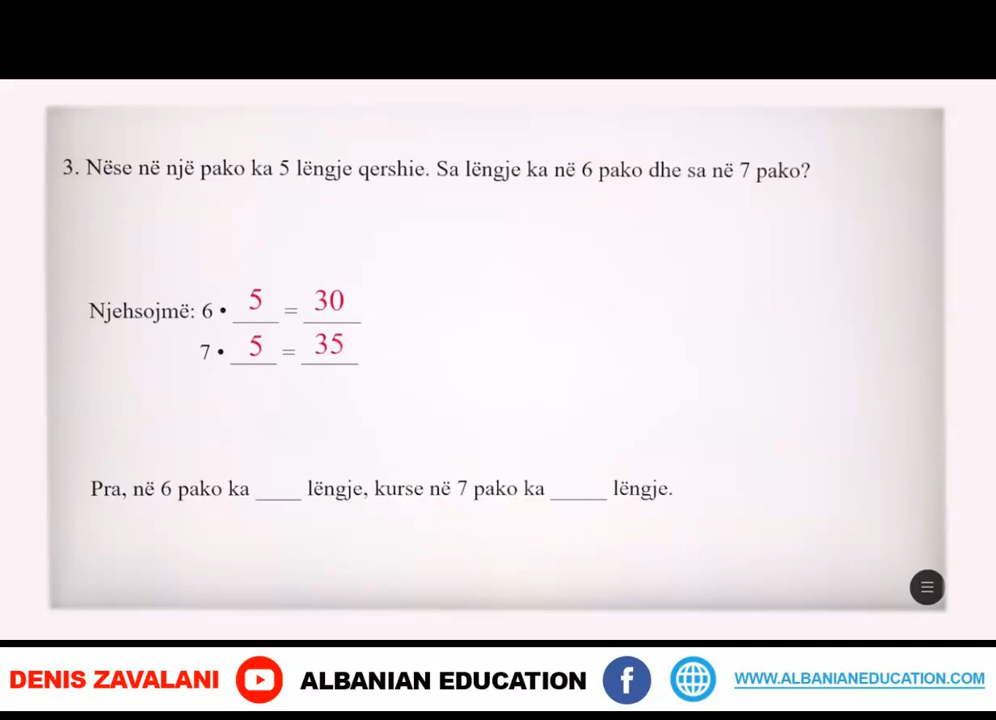 3. Nëse në një pako ka 5 lëngje qershie. Sa lëngje ka në 6 pako dhe sa në 7 pako?
Njehsojmë: 6 • 5 = 30
7 • 5 = 35
Pra, në 6 pako ka _____ lëngje, kurse në 7 pako ka ______ lëngje.
DENIS ZAVALANI ALBANIAN EDUCATION f WWW.ALBANIANEDUCATION.COM